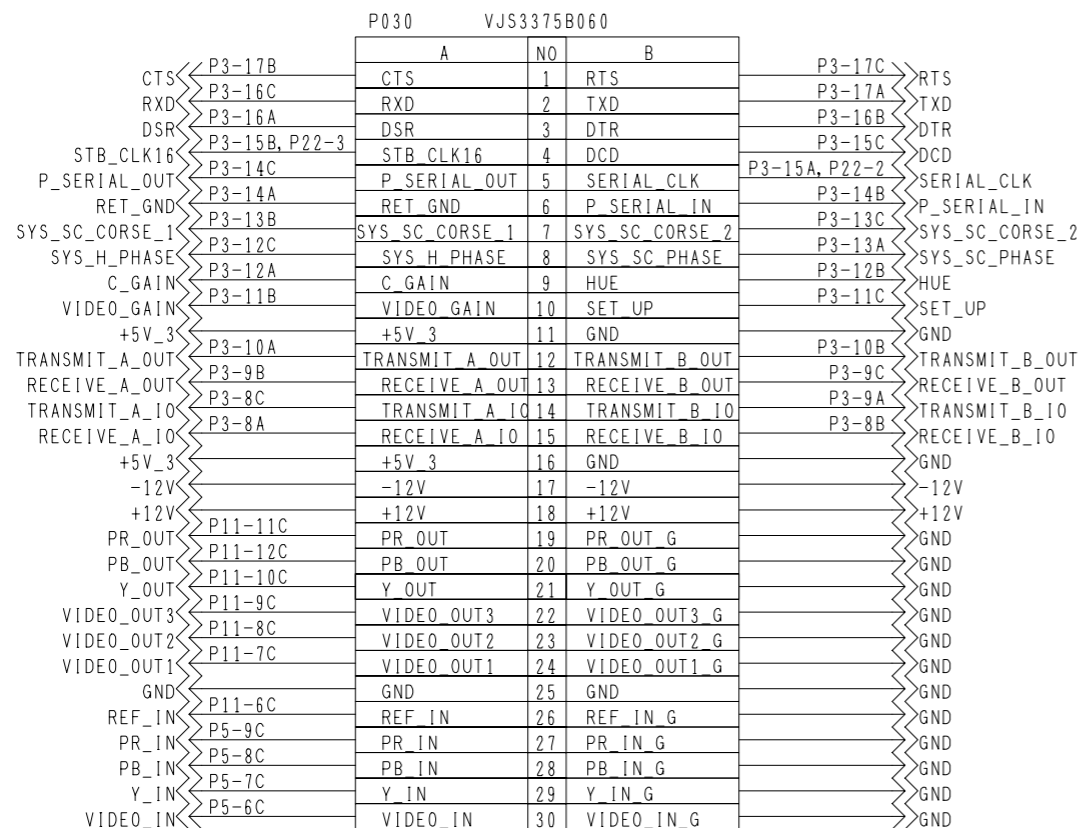 P030 VJS3375B060
A NO B
CTS P3-17B CTS 1 RTS P3-17C RTS
RXD P3-16C RXD 2 TXD P3-17A TXD
DSR P3-16A DSR 3 DTR P3-16B DTR
STB_CLK16 P3-15B,P22-3 STB_CLK16 4 DCD P3-15C DCD
P_SERIAL_OUT P3-14C P_SERIAL_OUT 5 SERIAL_CLK P3-15A,P22-2 SERIAL_CLK
RET_GND P3-14A RET_GND 6 P_SERIAL_IN P3-14B P_SERIAL_IN
SYS_SC_CORSE_1 P3-13B SYS_SC_CORSE_1 7 SYS_SC_CORSE_2 P3-13C SYS_SC_CORSE_2
SYS_H_PHASE P3-12C SYS_H_PHASE 8 SYS_SC_PHASE P3-13A SYS_SC_PHASE
C_GAIN P3-12A C_GAIN 9 HUE P3-12B HUE
VIDEO_GAIN P3-11B VIDEO_GAIN 10 SET_UP P3-11C SET_UP
+5V_3 +5V_3 11 GND GND
TRANSMIT_A_OUT P3-10A TRANSMIT_A_OUT 12 TRANSMIT_B_OUT P3-10B TRANSMIT_B_OUT
RECEIVE_A_OUT P3-9B RECEIVE_A_OUT 13 RECEIVE_B_OUT P3-9C RECEIVE_B_OUT
TRANSMIT_A_IO P3-8C TRANSMIT_A_IO 14 TRANSMIT_B_IO P3-9A TRANSMIT_B_IO
RECEIVE_A_IO P3-8A RECEIVE_A_IO 15 RECEIVE_B_IO P3-8B RECEIVE_B_IO
+5V_3 +5V_3 16 GND GND
-12V -12V 17 -12V -12V
+12V +12V 18 +12V +12V
PR_OUT P11-11C PR_OUT 19 PR_OUT_G GND
PB_OUT P11-12C PB_OUT 20 PB_OUT_G GND
Y_OUT P11-10C Y_OUT 21 Y_OUT_G GND
VIDEO_OUT3 P11-9C VIDEO_OUT3 22 VIDEO_OUT3_G GND
VIDEO_OUT2 P11-8C VIDEO_OUT2 23 VIDEO_OUT2_G GND
VIDEO_OUT1 P11-7C VIDEO_OUT1 24 VIDEO_OUT1_G GND
GND GND 25 GND GND
REF_IN P11-6C REF_IN 26 REF_IN_G GND
PR_IN P5-9C PR_IN 27 PR_IN_G GND
PB_IN P5-8C PB_IN 28 PB_IN_G GND
Y_IN P5-7C Y_IN 29 Y_IN_G GND
VIDEO_IN P5-6C VIDEO_IN 30 VIDEO_IN_G GND